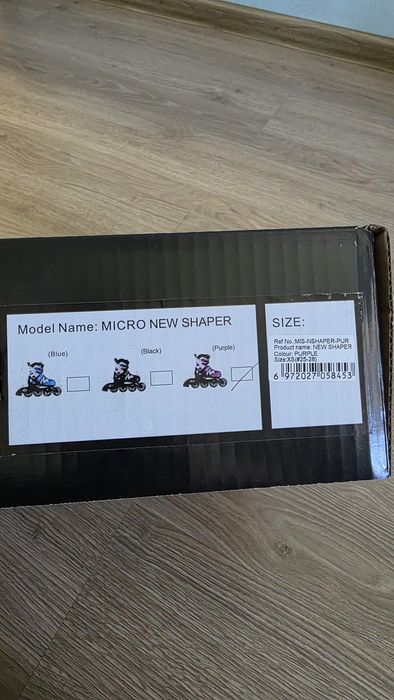 Model Name: MICRO NEW SHAPER
(Blue)
(Black)
(Purple)
SIZE:
Ref No.:MIS-NSHAPER-PUR
Product name: NEW SHAPER
Colour: PURPLE
Size:XS(#25-28)
6 972027 058453